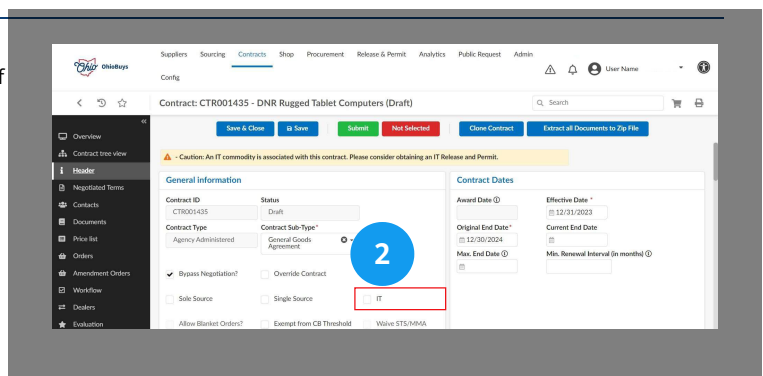 f
Ohio OhioBuys
Suppliers Sourcing Contracts Shop Procurement Release & Permit Analytics Public Request Admin
Config
User Name
Contract: CTR001435 - DNR Rugged Tablet Computers (Draft)
Search
Save & Close Save Submit Not Selected Clone Contract Extract all Documents to Zip File
- Caution: An IT commodity is associated with this contract. Please consider obtaining an IT Release and Permit.
Overview
Contract tree view
Header
Negotiated Terms
Contacts
Documents
Price list
Orders
Amendment Orders
Workflow
Dealers
Evaluation
General information
Contract ID Status
CTR001435 Draft
Contract Type Contract Sub-Type*
Agency Administered General Goods
Agreement
2
Bypass Negotiation? Override Contract
Sole Source Single Source IT
Allow Blanket Orders? Exempt from CB Threshold Waive STS/MMA
Contract Dates
Award Date Effective Date *
12/31/2023
Original End Date* Current End Date
12/30/2024
Max. End Date Min. Renewal Interval (in months)